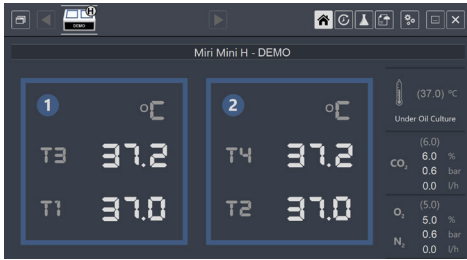 H
DEMO
Miri Mini H - DEMO
1
°C
T3 37.2
T1 37.0
2
°C
T4 37.2
T2 37.0
(37.0) °C
Under Oil Culture
(6.0)
CO₂ 6.0 %
0.6 bar
0.0 l/h
(5.0)
O₂ 5.0 %
0.6 bar
N₂ 0.0 l/h